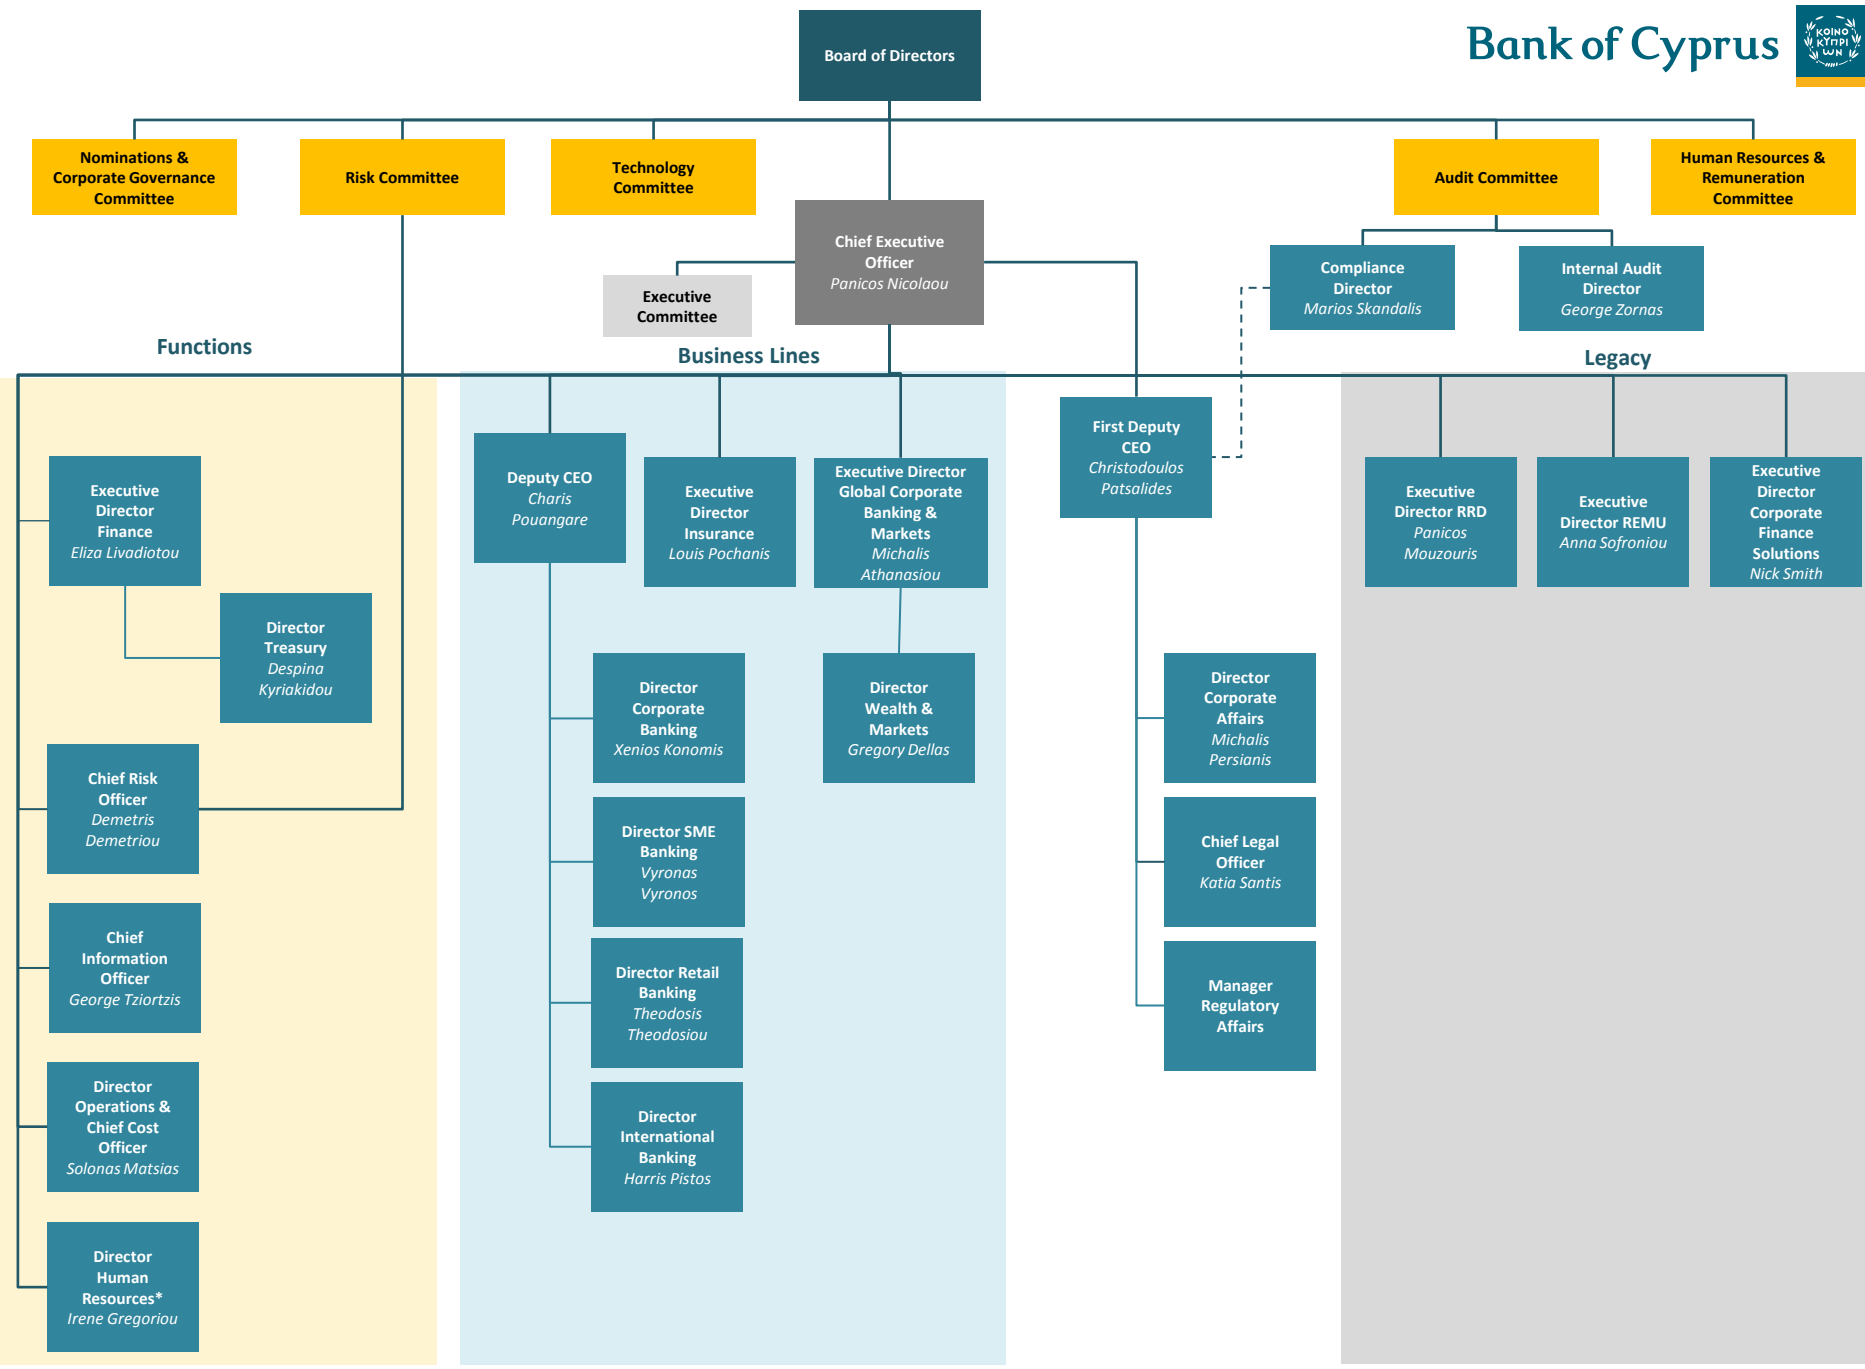 Board of Directors
Bank of Cyprus
ΚΟΙΝΟ
ΚΥΠΡΙ
ωΝ
Nominations &
Corporate Governance
Committee
Risk Committee
Technology
Committee
Audit Committee
Human Resources &
Remuneration
Committee
Chief Executive
Officer
Panicos Nicolaou
Executive
Committee
Compliance
Director
Marios Skandalis
Internal Audit
Director
George Zornas
Functions
Business Lines
Legacy
Executive
Director
Finance
Eliza Livadiotou
Director
Treasury
Despina
Kyriakidou
Chief Risk
Officer
Demetris
Demetriou
Chief
Information
Officer
George Tziortzis
Director
Operations &
Chief Cost
Officer
Solonas Matsias
Director
Human
Resources*
Irene Gregoriou
Deputy CEO
Charis
Pouangare
Executive
Director
Insurance
Louis Pochanis
Executive Director
Global Corporate
Banking &
Markets
Michalis
Athanasiou
Director
Corporate
Banking
Xenios Konomis
Director
Wealth &
Markets
Gregory Dellas
Director SME
Banking
Vyronas
Vyronos
Director Retail
Banking
Theodosis
Theodosiou
Director
International
Banking
Harris Pistos
First Deputy
CEO
Christodoulos
Patsalides
Director
Corporate
Affairs
Michalis
Persianis
Chief Legal
Officer
Katia Santis
Manager
Regulatory
Affairs
Executive
Director RRD
Panicos
Mouzouris
Executive
Director REMU
Anna Sofroniou
Executive
Director
Corporate
Finance
Solutions
Nick Smith